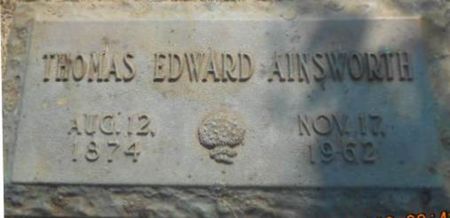 THOMAS EDWARD AINSWORTH
AUG. 12, NOV. 17,
1874 1962